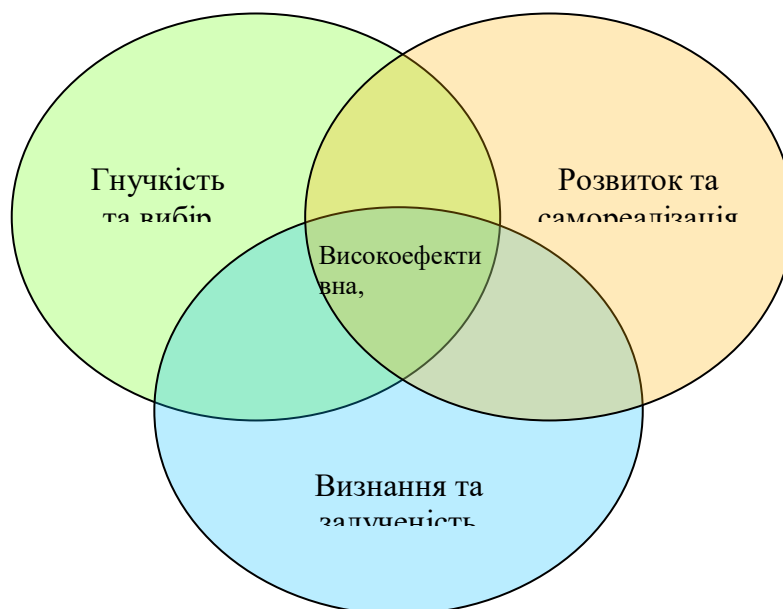 Гнучкість
та вибір
Розвиток та
самореалізація
Високоефекти
вна,
Визнання та
залученість